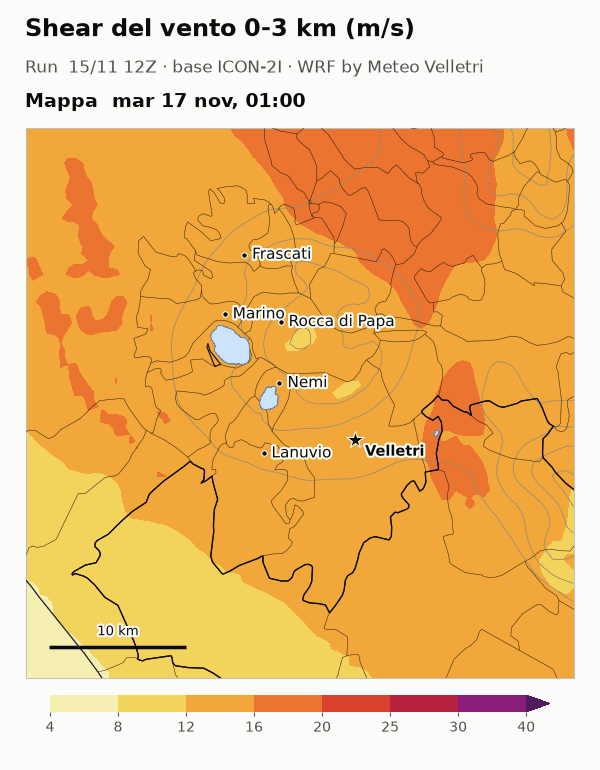 Shear del vento 0-3 km (m/s)
Run  15/11 12Z · base ICON-2I · WRF by Meteo Velletri
Mappa  mar 17 nov, 01:00
Frascati
Marino
Rocca di Papa
Nemi
Velletri
Lanuvio
10 km
4 8 12 16 20 25 30 40